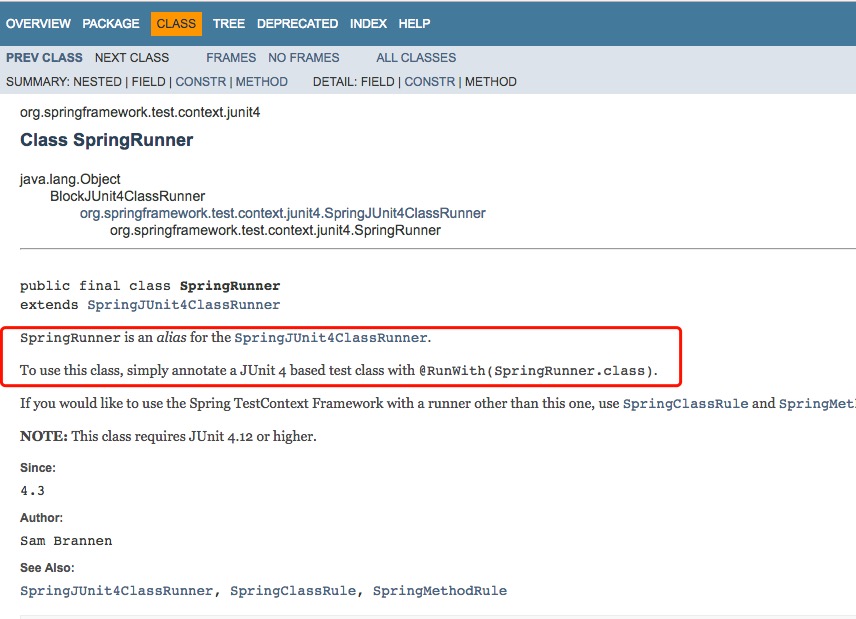 OVERVIEW PACKAGE CLASS TREE DEPRECATED INDEX HELP
PREV CLASS NEXT CLASS FRAMES NO FRAMES ALL CLASSES
SUMMARY: NESTED | FIELD | CONSTR | METHOD DETAIL: FIELD | CONSTR | METHOD
org.springframework.test.context.junit4
Class SpringRunner
java.lang.Object
BlockJUnit4ClassRunner
org.springframework.test.context.junit4.SpringJUnit4ClassRunner
org.springframework.test.context.junit4.SpringRunner
public final class SpringRunner
extends SpringJUnit4ClassRunner
SpringRunner is an alias for the SpringJUnit4ClassRunner.
To use this class, simply annotate a JUnit 4 based test class with @RunWith(SpringRunner.class).
If you would like to use the Spring TestContext Framework with a runner other than this one, use SpringClassRule and SpringMet
NOTE: This class requires JUnit 4.12 or higher.
Since:
4.3
Author:
Sam Brannen
See Also:
SpringJUnit4ClassRunner, SpringClassRule, SpringMethodRule